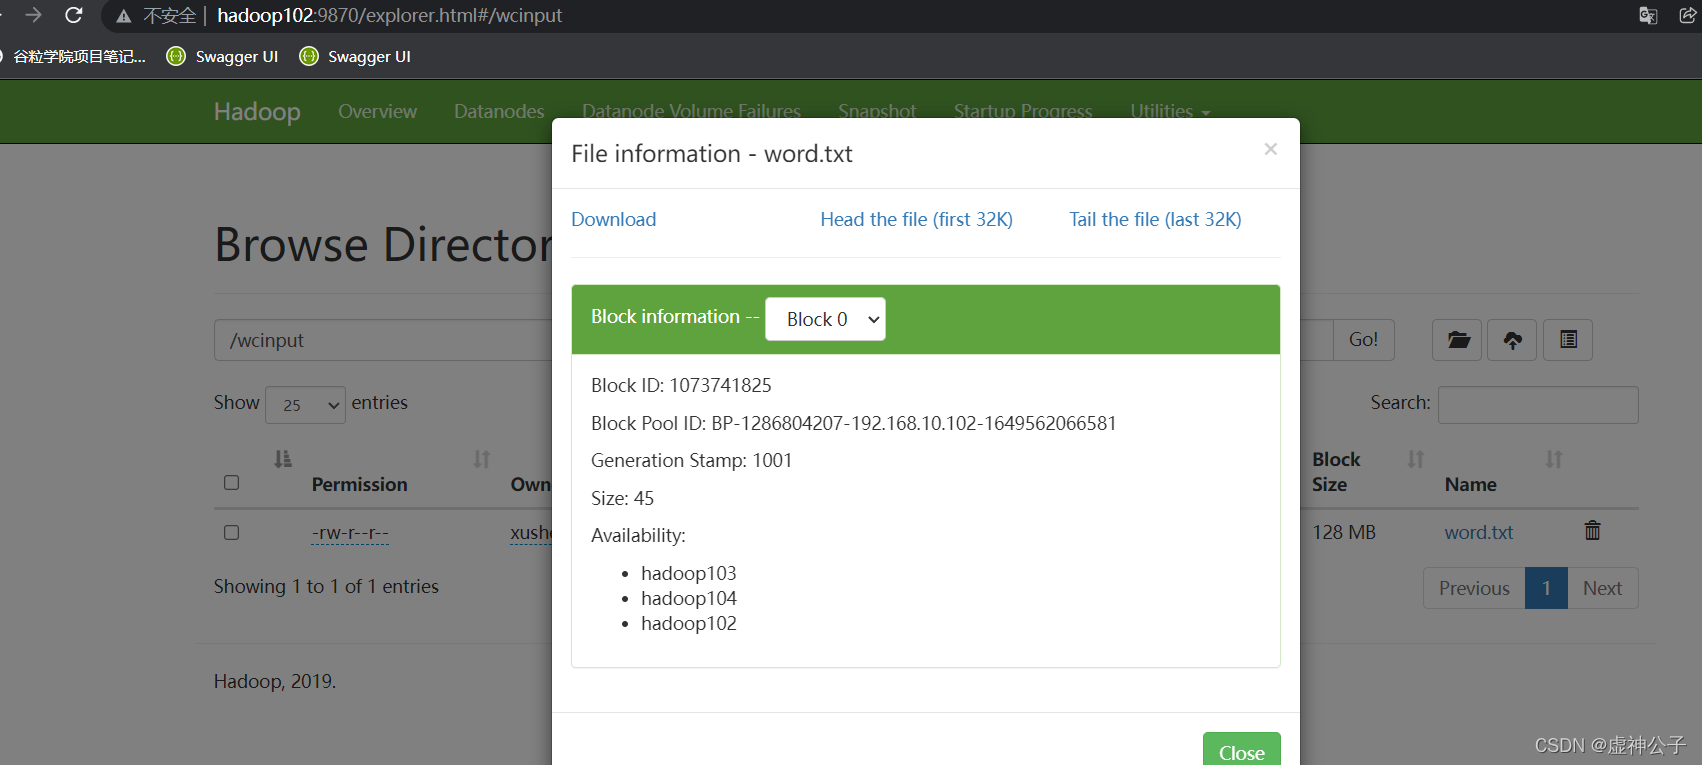 不安全 | hadoop102:9870/explorer.html#/wcinput
谷粒学院项目笔记... Swagger UI Swagger UI
Hadoop Overview Datanodes Datanode Volume Failures Snapshot Startup Progress Utilities
File information - word.txt ×
Download Head the file (first 32K) Tail the file (last 32K)
Browse Director
Block information -- Block 0
/wcinput Go!
Show 25 entries Search:
Block ID: 1073741825
Block Pool ID: BP-1286804207-192.168.10.102-1649562066581
Generation Stamp: 1001
Size: 45
Availability:
hadoop103
hadoop104
hadoop102
Permission Own Block Size Name
-rw-r--r-- xush 128 MB word.txt
Showing 1 to 1 of 1 entries Previous 1 Next
Hadoop, 2019.
Close
CSDN @虚神公子